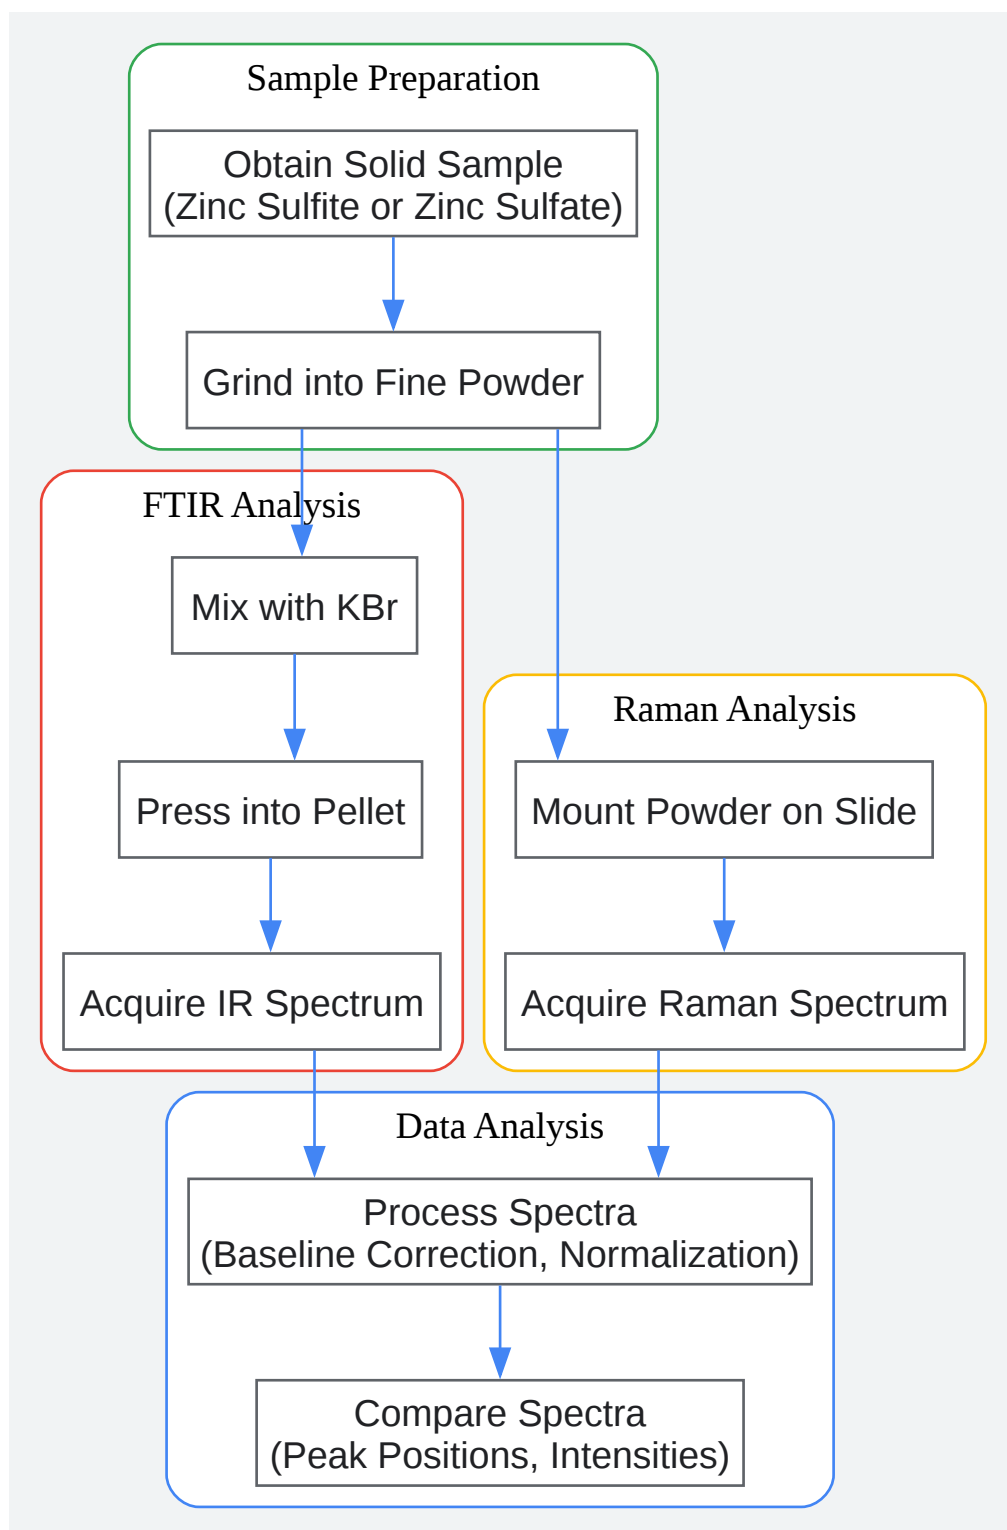 Sample Preparation
Obtain Solid Sample
(Zinc Sulfite or Zinc Sulfate)
Grind into Fine Powder
FTIR Analysis
Mix with KBr
Press into Pellet
Acquire IR Spectrum
Raman Analysis
Mount Powder on Slide
Acquire Raman Spectrum
Data Analysis
Process Spectra
(Baseline Correction, Normalization)
Compare Spectra
(Peak Positions, Intensities)